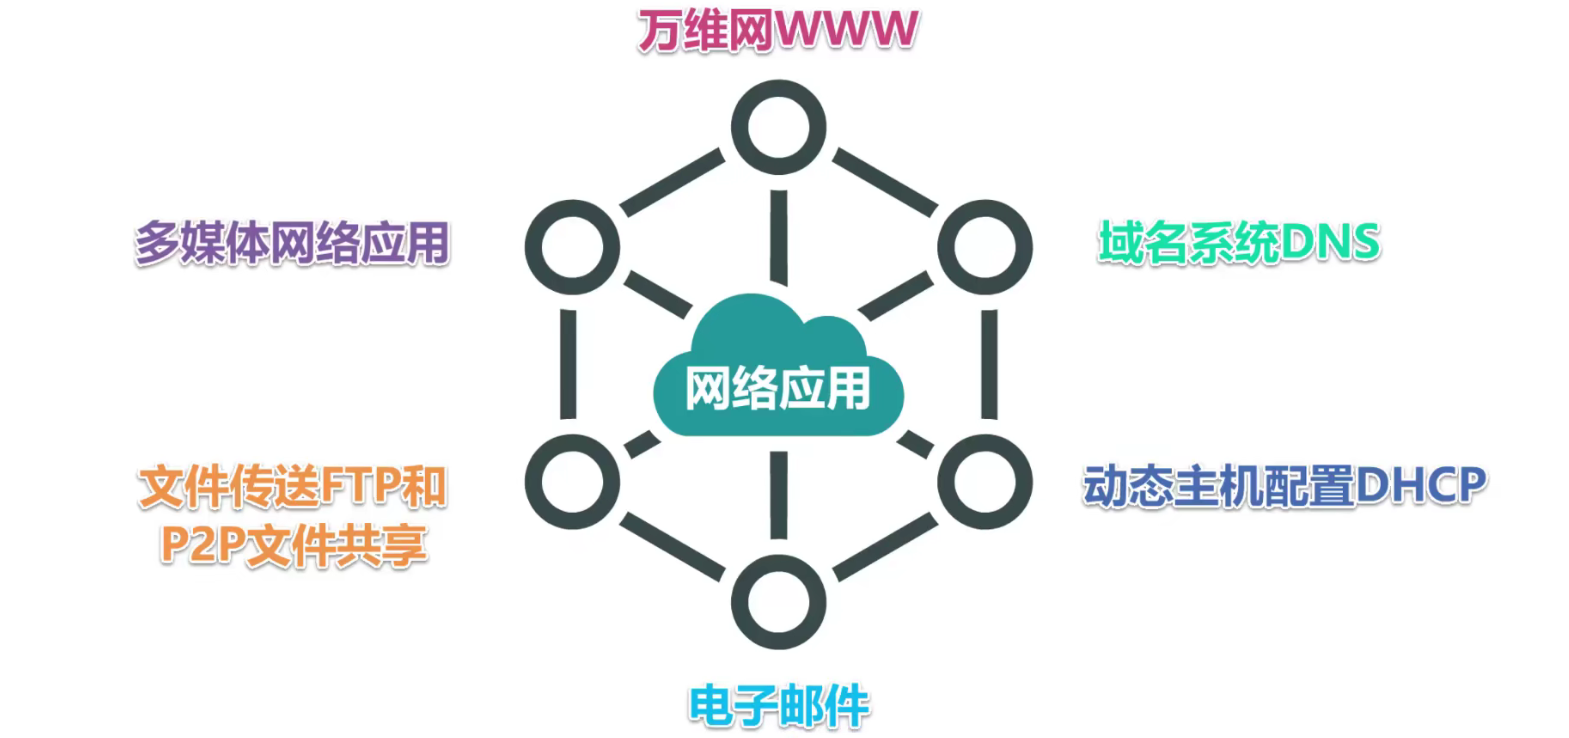 万维网WWW
多媒体网络应用
域名系统DNS
网络应用
文件传送FTP和
P2P文件共享
动态主机配置DHCP
电子邮件